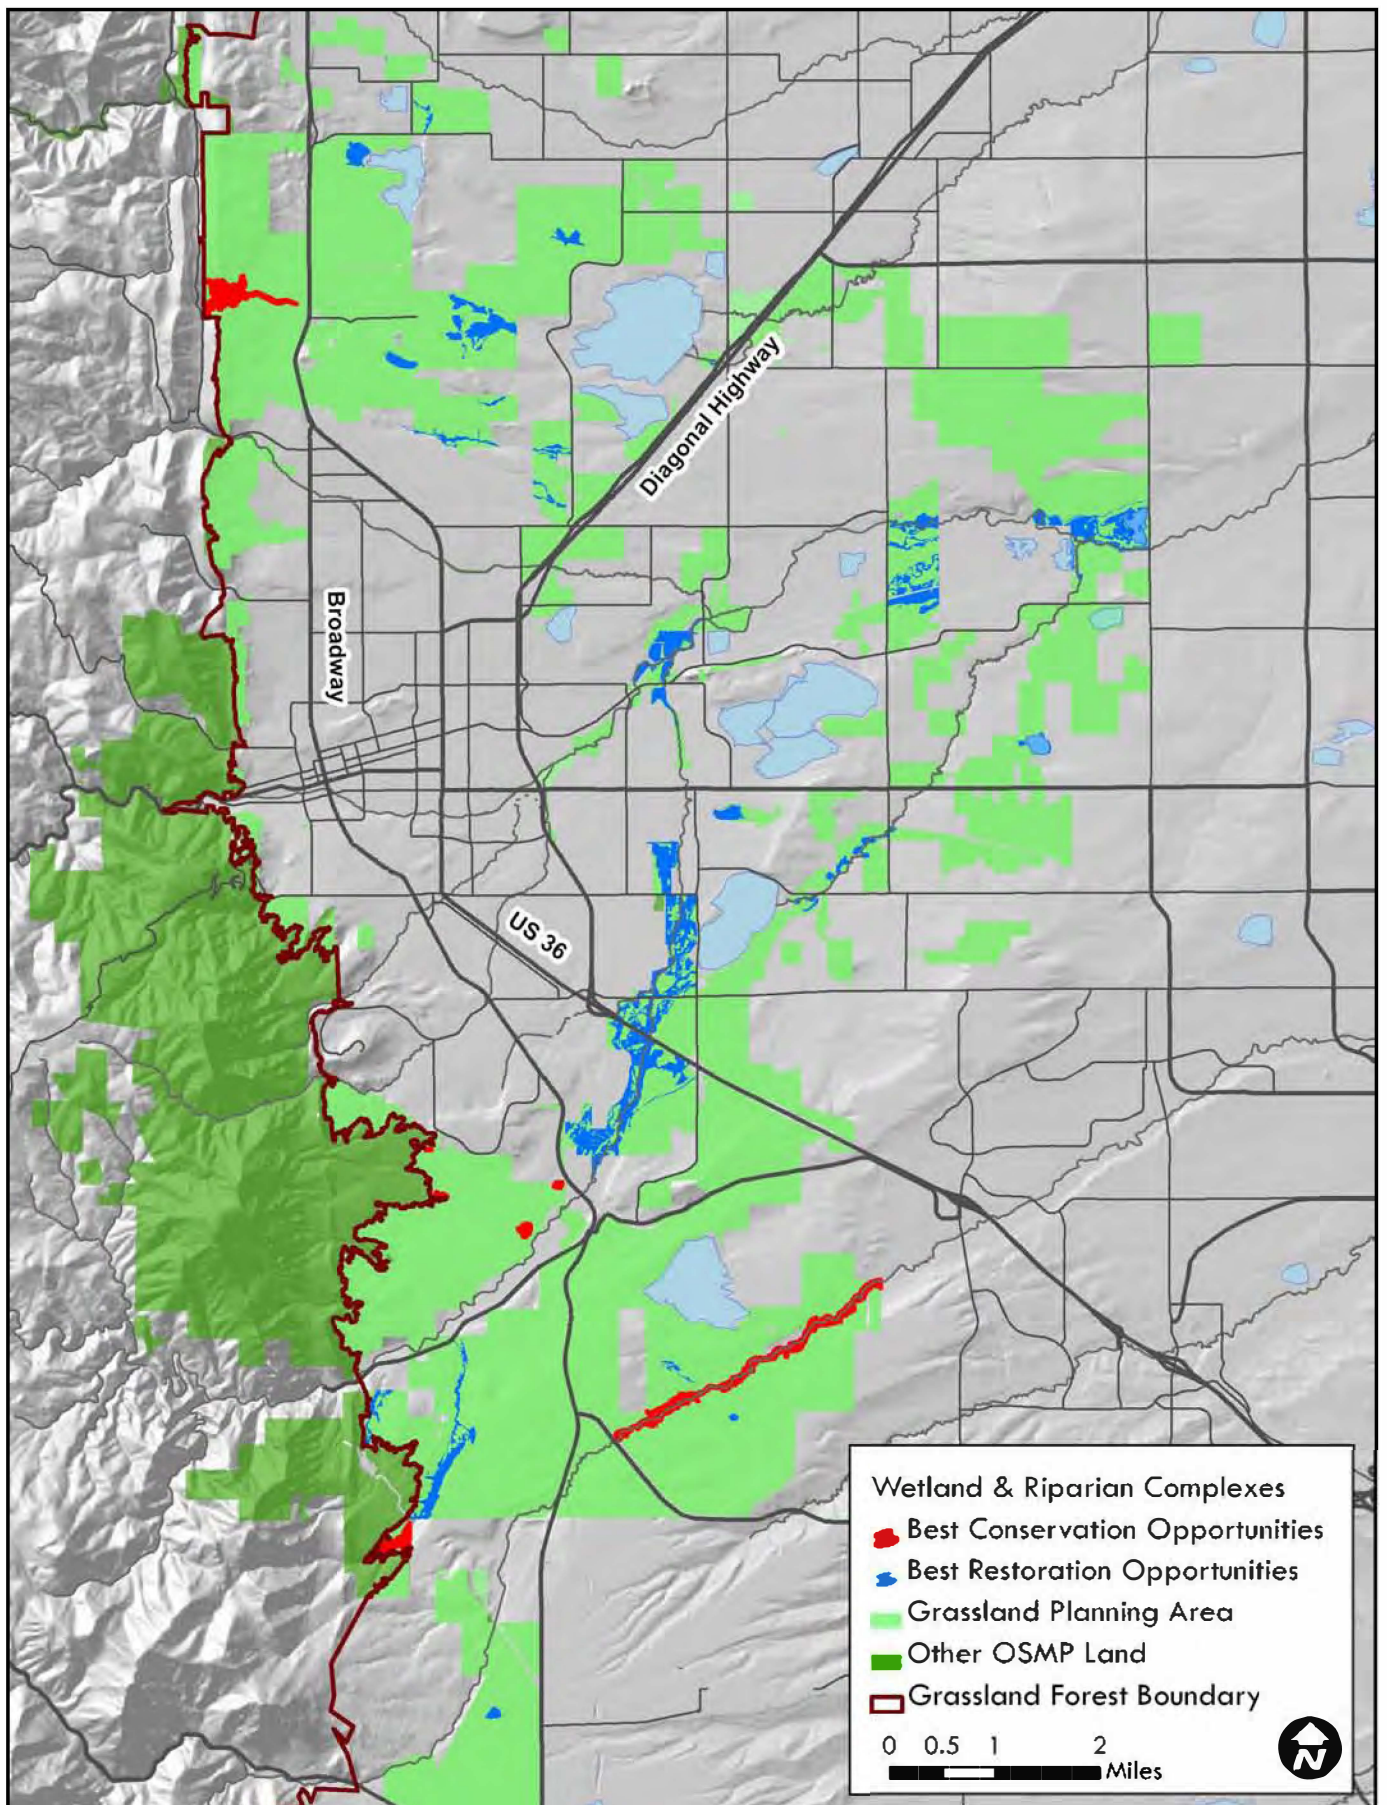 Diagonal Highway
Broadway
US 36
Wetland & Riparian Complexes
Best Conservation Opportunities
Best Restoration Opportunities
Grassland Planning Area
Other OSMP Land
Grassland Forest Boundary
0 0.5 1 2
Miles
N